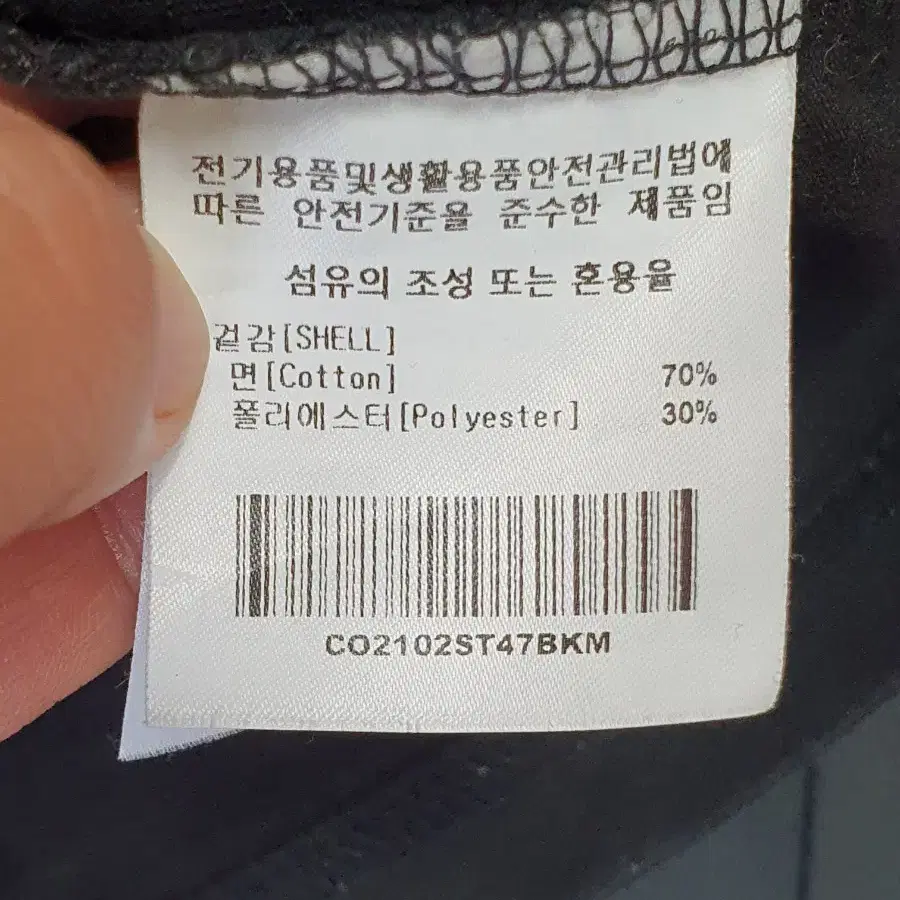 전기용품및생활용품안전관리법에
따른 안전기준을 준수한 제품임
섬유의 조성 또는 혼용율
겉감[SHELL]
면[Cotton] 70%
폴리에스터[Polyester] 30%
CO2102ST47BKM